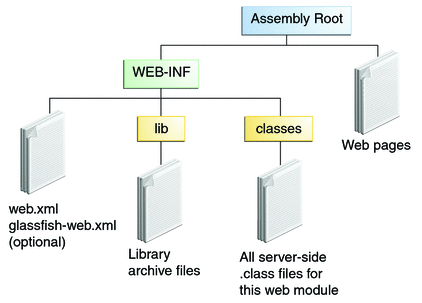 Assembly Root
WEB-INF
lib
classes
Web pages
web.xml
glassfish-web.xml
(optional)
Library
archive files
All server-side
.class files for
this web module